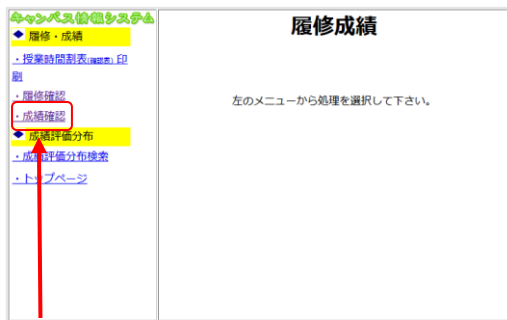 キャンパス情報システム
◆ 履修・成績
・授業時間割表(確認表) 印
刷
・履修確認
・成績確認
◆ 成績評価分布
・成績評価分布検索
・トップページ
履修成績
左のメニューから処理を選択して下さい。